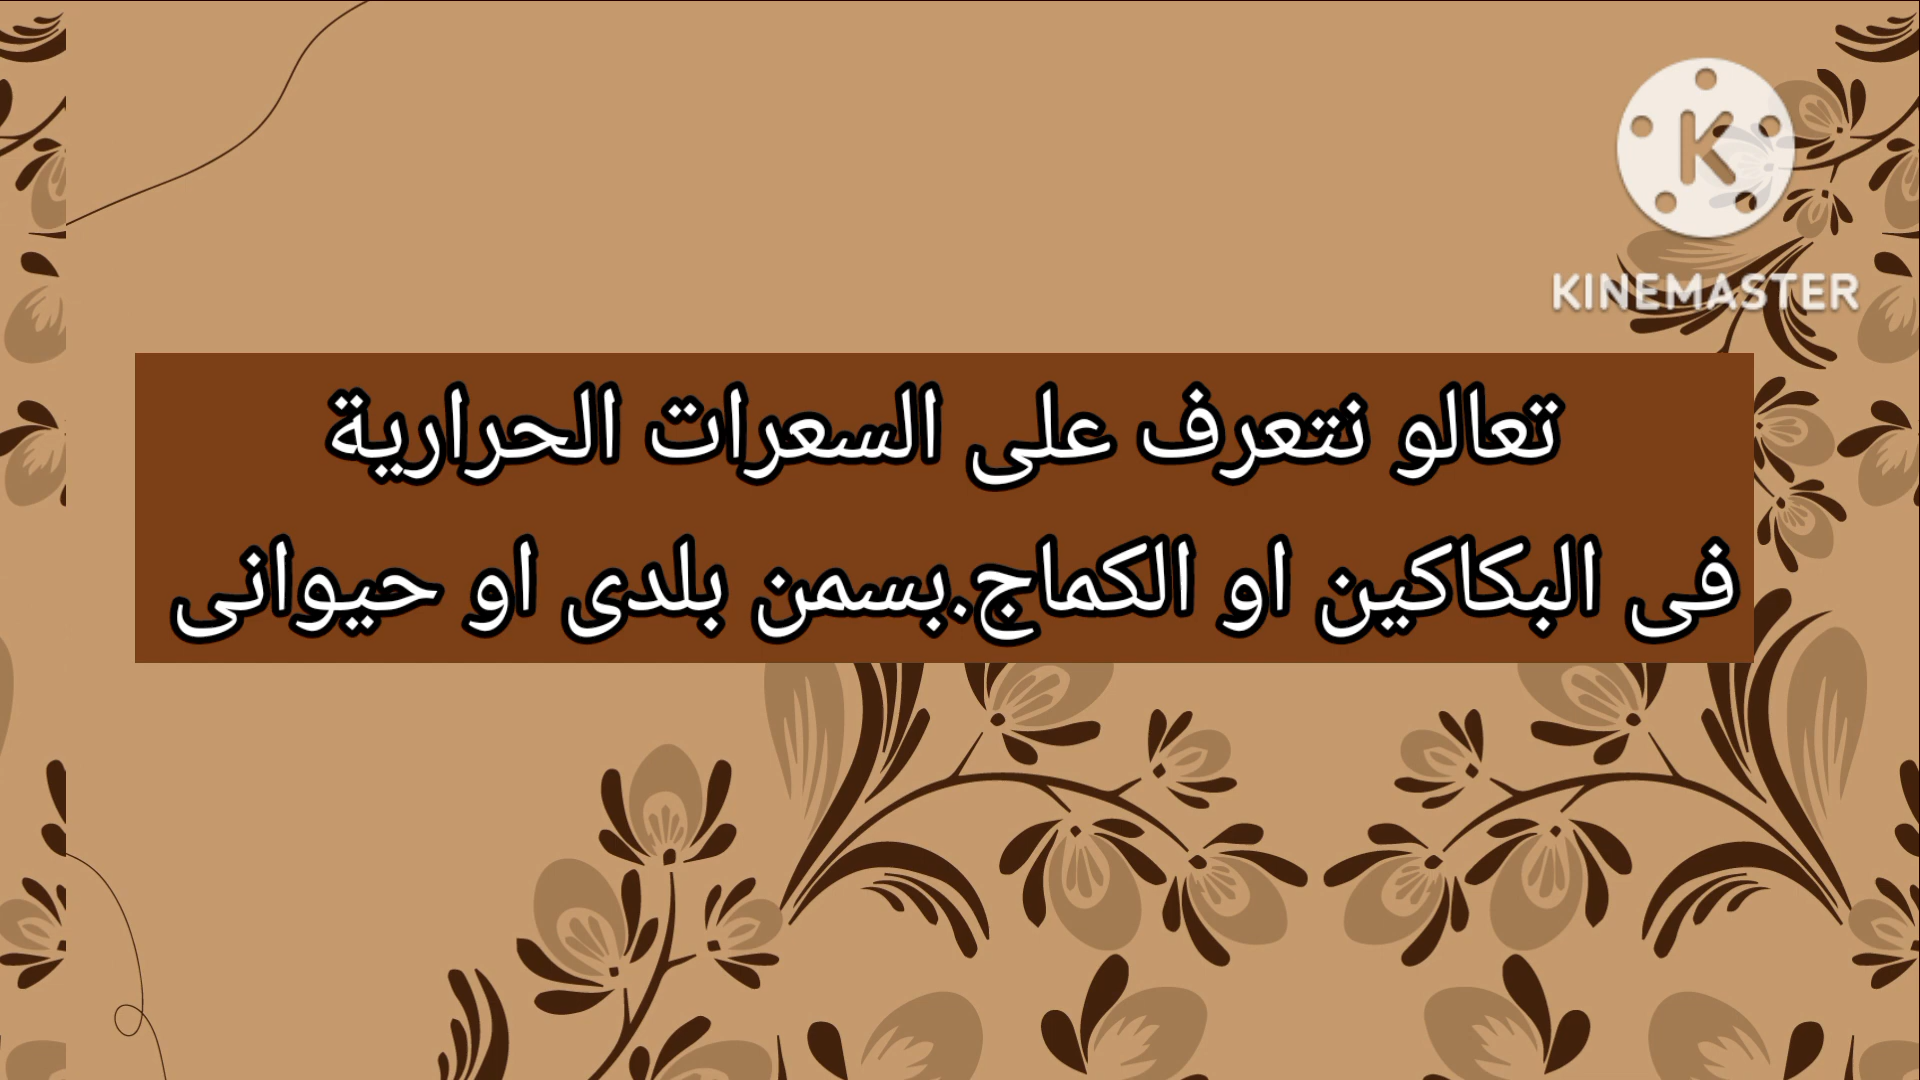 KINEMASTER
تعالو نتعرف على السعرات الحرارية
فى البكاكين او الكماج.بسمن بلدى او حيوانى